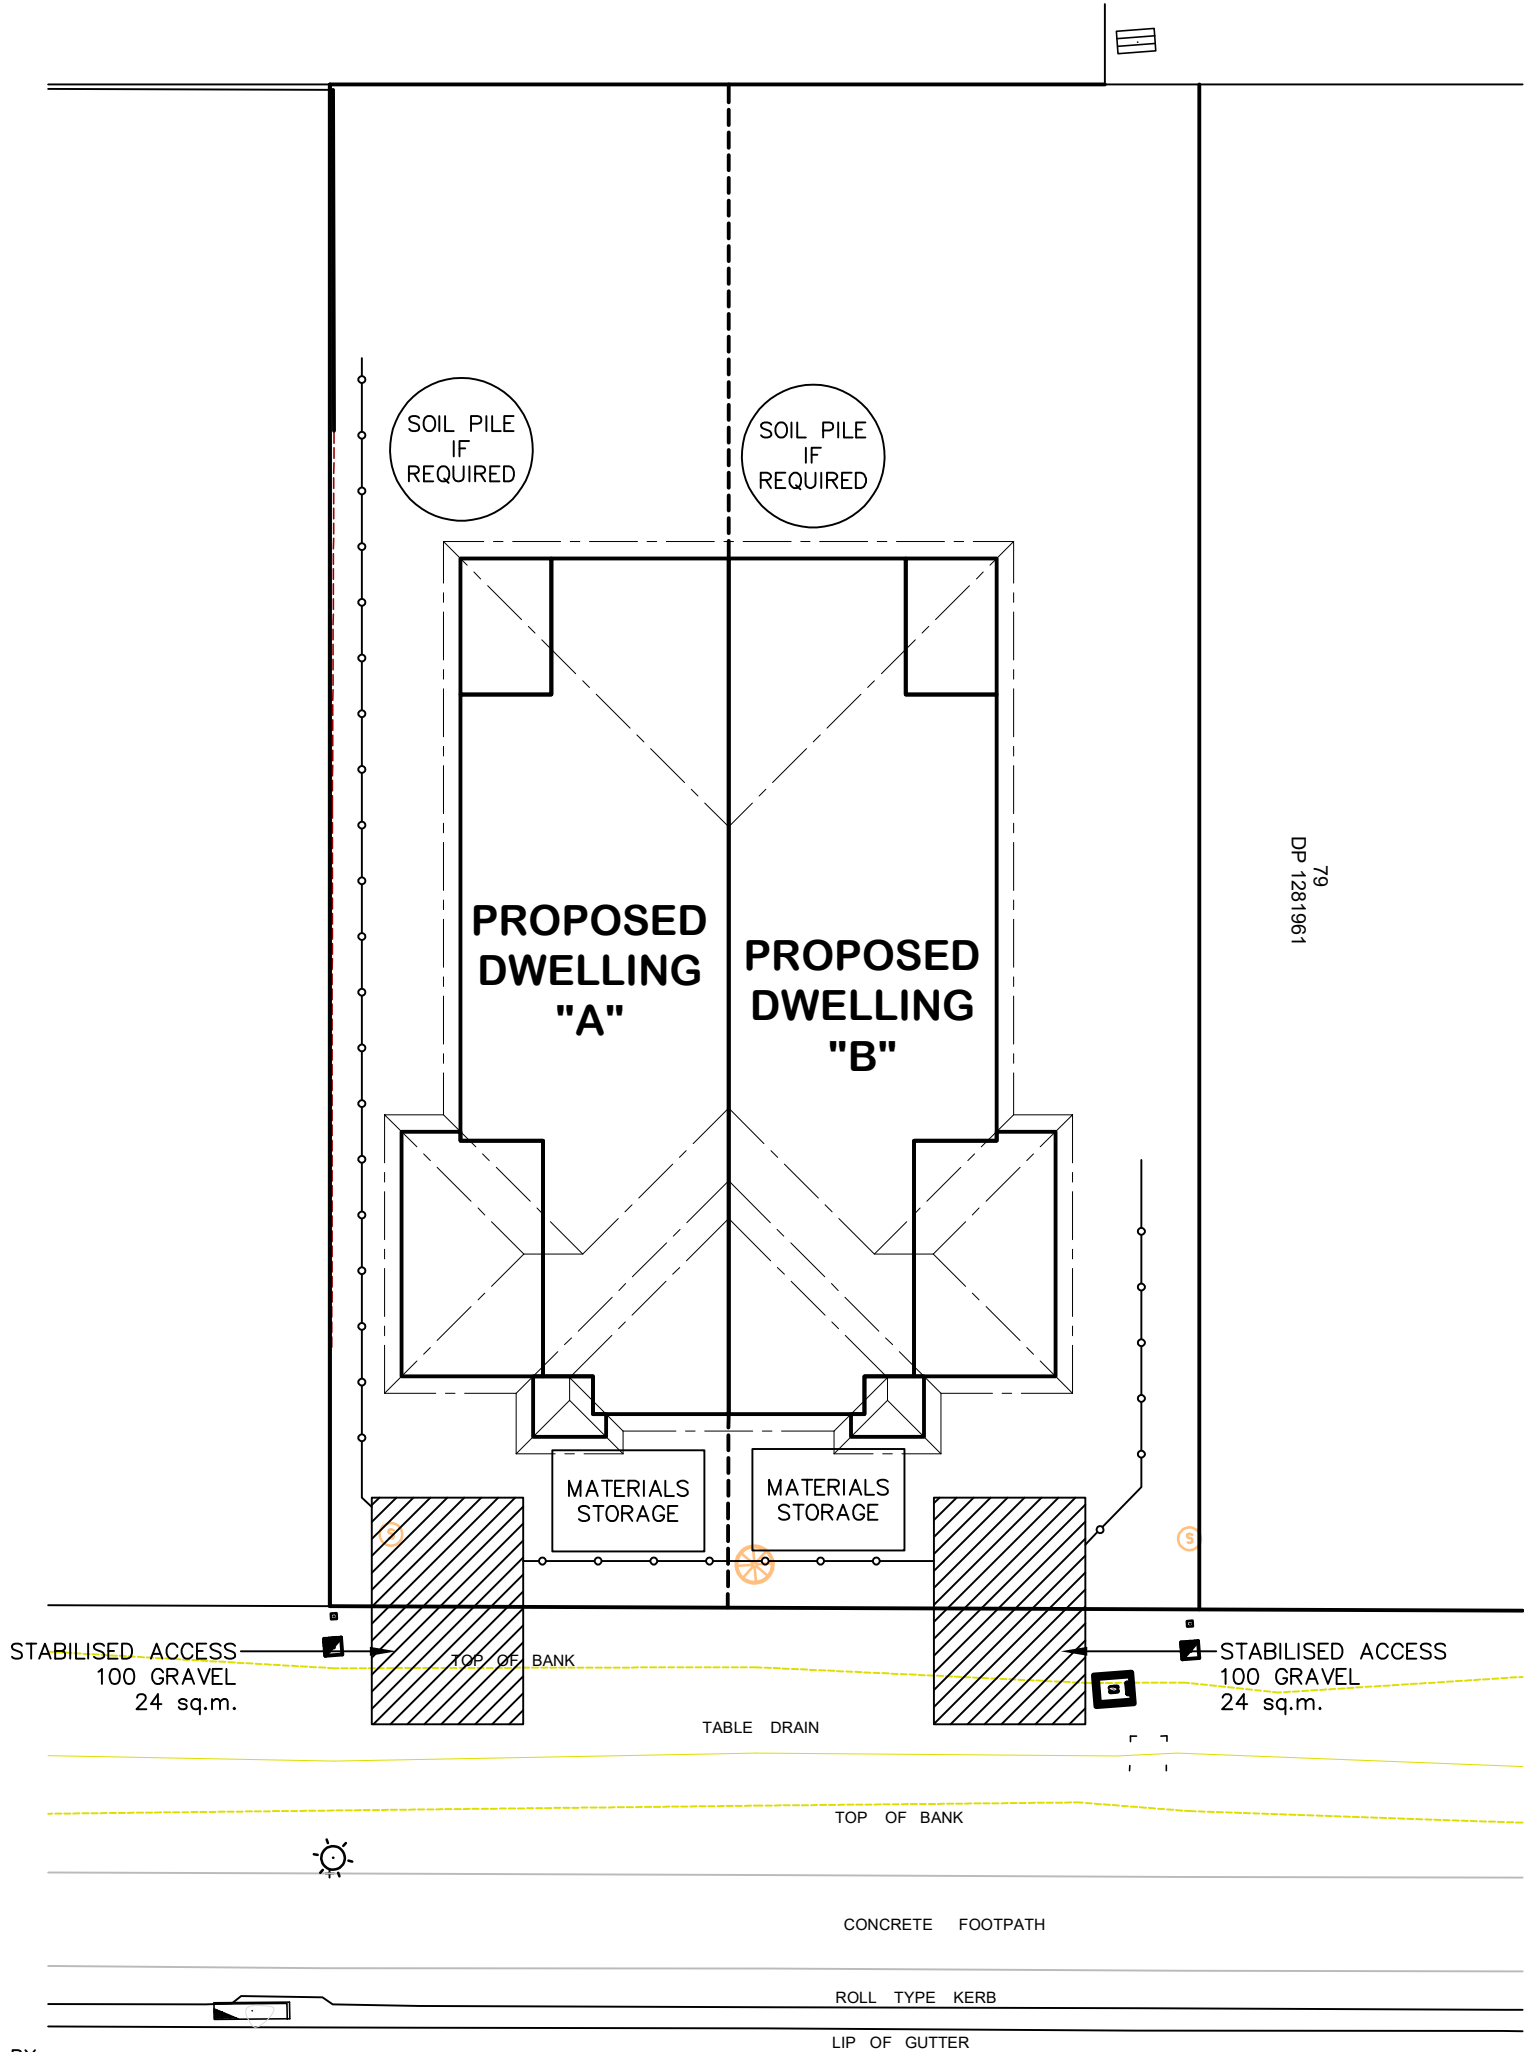 SOIL PILE
IF
REQUIRED
SOIL PILE
IF
REQUIRED
PROPOSED
DWELLING
"A"
PROPOSED
DWELLING
"B"
79
DP 1281961
MATERIALS
STORAGE
MATERIALS
STORAGE
S
S
STABILISED ACCESS
100 GRAVEL
24 sq.m.
TOP OF BANK
STABILISED ACCESS
100 GRAVEL
24 sq.m.
TABLE DRAIN
TOP OF BANK
CONCRETE FOOTPATH
ROLL TYPE KERB
LIP OF GUTTER